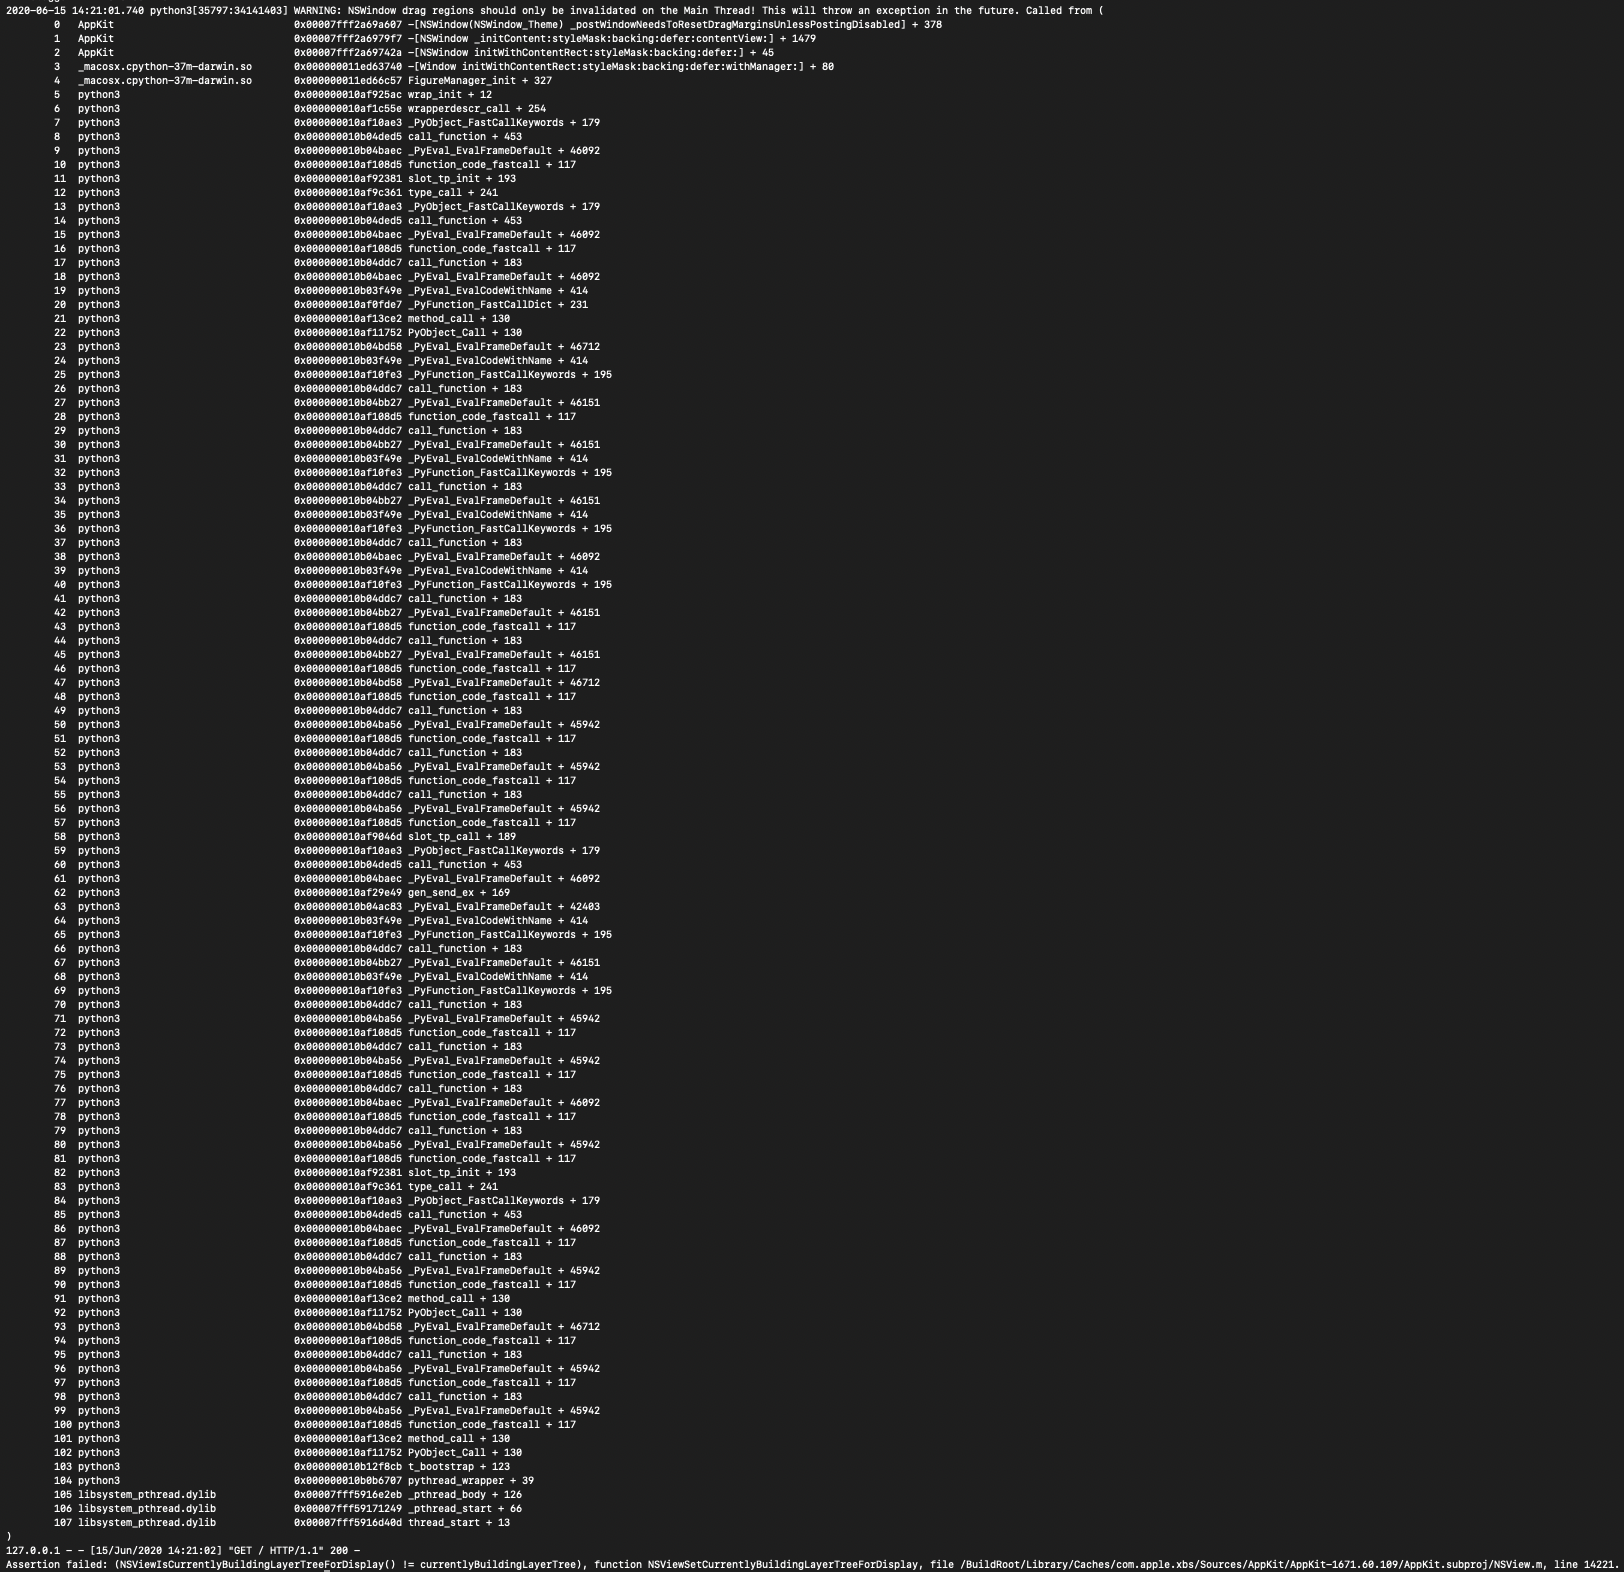 2020-06-15 14:21:01.740 python3[35797:34141403] WARNING: NSWindow drag regions should only be invalidated on the Main Thread! This will throw an exception in the future. Called from (
0 AppKit 0x00007fff2a69a607 -[NSWindow(NSWindow_Theme) _postWindowNeedsToResetDragMarginsUnlessPostingDisabled] + 378
1 AppKit 0x00007fff2a6979f7 -[NSWindow _initContent:styleMask:backing:defer:contentView:] + 1479
2 AppKit 0x00007fff2a69742a -[NSWindow initWithContentRect:styleMask:backing:defer:] + 45
3 _macosx.cpython-37m-darwin.so 0x000000011ed63740 -[Window initWithContentRect:styleMask:backing:defer:withManager:] + 80
4 _macosx.cpython-37m-darwin.so 0x000000011ed66c57 FigureManager_init + 327
5 python3 0x000000010af925ac wrap_init + 12
6 python3 0x000000010af1c55e wrapperdescr_call + 254
7 python3 0x000000010af10ae3 _PyObject_FastCallKeywords + 179
8 python3 0x000000010b04ded5 call_function + 453
9 python3 0x000000010b04baec _PyEval_EvalFrameDefault + 46092
10 python3 0x000000010af108d5 function_code_fastcall + 117
11 python3 0x000000010af92381 slot_tp_init + 193
12 python3 0x000000010af9c361 type_call + 241
13 python3 0x000000010af10ae3 _PyObject_FastCallKeywords + 179
14 python3 0x000000010b04ded5 call_function + 453
15 python3 0x000000010b04baec _PyEval_EvalFrameDefault + 46092
16 python3 0x000000010af108d5 function_code_fastcall + 117
17 python3 0x000000010b04ddc7 call_function + 183
18 python3 0x000000010b04baec _PyEval_EvalFrameDefault + 46092
19 python3 0x000000010b03f49e _PyEval_EvalCodeWithName + 414
20 python3 0x000000010af0fde7 _PyFunction_FastCallDict + 231
21 python3 0x000000010af13ce2 method_call + 130
22 python3 0x000000010af11752 PyObject_Call + 130
23 python3 0x000000010b04bd58 _PyEval_EvalFrameDefault + 46712
24 python3 0x000000010b03f49e _PyEval_EvalCodeWithName + 414
25 python3 0x000000010af10fe3 _PyFunction_FastCallKeywords + 195
26 python3 0x000000010b04ddc7 call_function + 183
27 python3 0x000000010b04bb27 _PyEval_EvalFrameDefault + 46151
28 python3 0x000000010af108d5 function_code_fastcall + 117
29 python3 0x000000010b04ddc7 call_function + 183
30 python3 0x000000010b04bb27 _PyEval_EvalFrameDefault + 46151
31 python3 0x000000010b03f49e _PyEval_EvalCodeWithName + 414
32 python3 0x000000010af10fe3 _PyFunction_FastCallKeywords + 195
33 python3 0x000000010b04ddc7 call_function + 183
34 python3 0x000000010b04bb27 _PyEval_EvalFrameDefault + 46151
35 python3 0x000000010b03f49e _PyEval_EvalCodeWithName + 414
36 python3 0x000000010af10fe3 _PyFunction_FastCallKeywords + 195
37 python3 0x000000010b04ddc7 call_function + 183
38 python3 0x000000010b04baec _PyEval_EvalFrameDefault + 46092
39 python3 0x000000010b03f49e _PyEval_EvalCodeWithName + 414
40 python3 0x000000010af10fe3 _PyFunction_FastCallKeywords + 195
41 python3 0x000000010b04ddc7 call_function + 183
42 python3 0x000000010b04bb27 _PyEval_EvalFrameDefault + 46151
43 python3 0x000000010af108d5 function_code_fastcall + 117
44 python3 0x000000010b04ddc7 call_function + 183
45 python3 0x000000010b04bb27 _PyEval_EvalFrameDefault + 46151
46 python3 0x000000010af108d5 function_code_fastcall + 117
47 python3 0x000000010b04bd58 _PyEval_EvalFrameDefault + 46712
48 python3 0x000000010af108d5 function_code_fastcall + 117
49 python3 0x000000010b04ddc7 call_function + 183
50 python3 0x000000010b04ba56 _PyEval_EvalFrameDefault + 45942
51 python3 0x000000010af108d5 function_code_fastcall + 117
52 python3 0x000000010b04ddc7 call_function + 183
53 python3 0x000000010b04ba56 _PyEval_EvalFrameDefault + 45942
54 python3 0x000000010af108d5 function_code_fastcall + 117
55 python3 0x000000010b04ddc7 call_function + 183
56 python3 0x000000010b04ba56 _PyEval_EvalFrameDefault + 45942
57 python3 0x000000010af108d5 function_code_fastcall + 117
58 python3 0x000000010af9046d slot_tp_call + 189
59 python3 0x000000010af10ae3 _PyObject_FastCallKeywords + 179
60 python3 0x000000010b04ded5 call_function + 453
61 python3 0x000000010b04baec _PyEval_EvalFrameDefault + 46092
62 python3 0x000000010af29e49 gen_send_ex + 169
63 python3 0x000000010b04ac83 _PyEval_EvalFrameDefault + 42403
64 python3 0x000000010b03f49e _PyEval_EvalCodeWithName + 414
65 python3 0x000000010af10fe3 _PyFunction_FastCallKeywords + 195
66 python3 0x000000010b04ddc7 call_function + 183
67 python3 0x000000010b04bb27 _PyEval_EvalFrameDefault + 46151
68 python3 0x000000010b03f49e _PyEval_EvalCodeWithName + 414
69 python3 0x000000010af10fe3 _PyFunction_FastCallKeywords + 195
70 python3 0x000000010b04ddc7 call_function + 183
71 python3 0x000000010b04ba56 _PyEval_EvalFrameDefault + 45942
72 python3 0x000000010af108d5 function_code_fastcall + 117
73 python3 0x000000010b04ddc7 call_function + 183
74 python3 0x000000010b04ba56 _PyEval_EvalFrameDefault + 45942
75 python3 0x000000010af108d5 function_code_fastcall + 117
76 python3 0x000000010b04ddc7 call_function + 183
77 python3 0x000000010b04baec _PyEval_EvalFrameDefault + 46092
78 python3 0x000000010af108d5 function_code_fastcall + 117
79 python3 0x000000010b04ddc7 call_function + 183
80 python3 0x000000010b04ba56 _PyEval_EvalFrameDefault + 45942
81 python3 0x000000010af108d5 function_code_fastcall + 117
82 python3 0x000000010af92381 slot_tp_init + 193
83 python3 0x000000010af9c361 type_call + 241
84 python3 0x000000010af10ae3 _PyObject_FastCallKeywords + 179
85 python3 0x000000010b04ded5 call_function + 453
86 python3 0x000000010b04baec _PyEval_EvalFrameDefault + 46092
87 python3 0x000000010af108d5 function_code_fastcall + 117
88 python3 0x000000010b04ddc7 call_function + 183
89 python3 0x000000010b04ba56 _PyEval_EvalFrameDefault + 45942
90 python3 0x000000010af108d5 function_code_fastcall + 117
91 python3 0x000000010af13ce2 method_call + 130
92 python3 0x000000010af11752 PyObject_Call + 130
93 python3 0x000000010b04bd58 _PyEval_EvalFrameDefault + 46712
94 python3 0x000000010af108d5 function_code_fastcall + 117
95 python3 0x000000010b04ddc7 call_function + 183
96 python3 0x000000010b04ba56 _PyEval_EvalFrameDefault + 45942
97 python3 0x000000010af108d5 function_code_fastcall + 117
98 python3 0x000000010b04ddc7 call_function + 183
99 python3 0x000000010b04ba56 _PyEval_EvalFrameDefault + 45942
100 python3 0x000000010af108d5 function_code_fastcall + 117
101 python3 0x000000010af13ce2 method_call + 130
102 python3 0x000000010af11752 PyObject_Call + 130
103 python3 0x000000010b12f8cb t_bootstrap + 123
104 python3 0x000000010b0b6707 pythread_wrapper + 39
105 libsystem_pthread.dylib 0x00007fff5916e2eb _pthread_body + 126
106 libsystem_pthread.dylib 0x00007fff59171249 _pthread_start + 66
107 libsystem_pthread.dylib 0x00007fff5916d40d thread_start + 13
)
127.0.0.1 - - [15/Jun/2020 14:21:02] "GET / HTTP/1.1" 200 -
Assertion failed: (NSViewIsCurrentlyBuildingLayerTreeForDisplay() != currentlyBuildingLayerTree), function NSViewSetCurrentlyBuildingLayerTreeForDisplay, file /BuildRoot/Library/Caches/com.apple.xbs/Sources/AppKit/AppKit-1671.60.109/AppKit.subproj/NSView.m, line 14221.